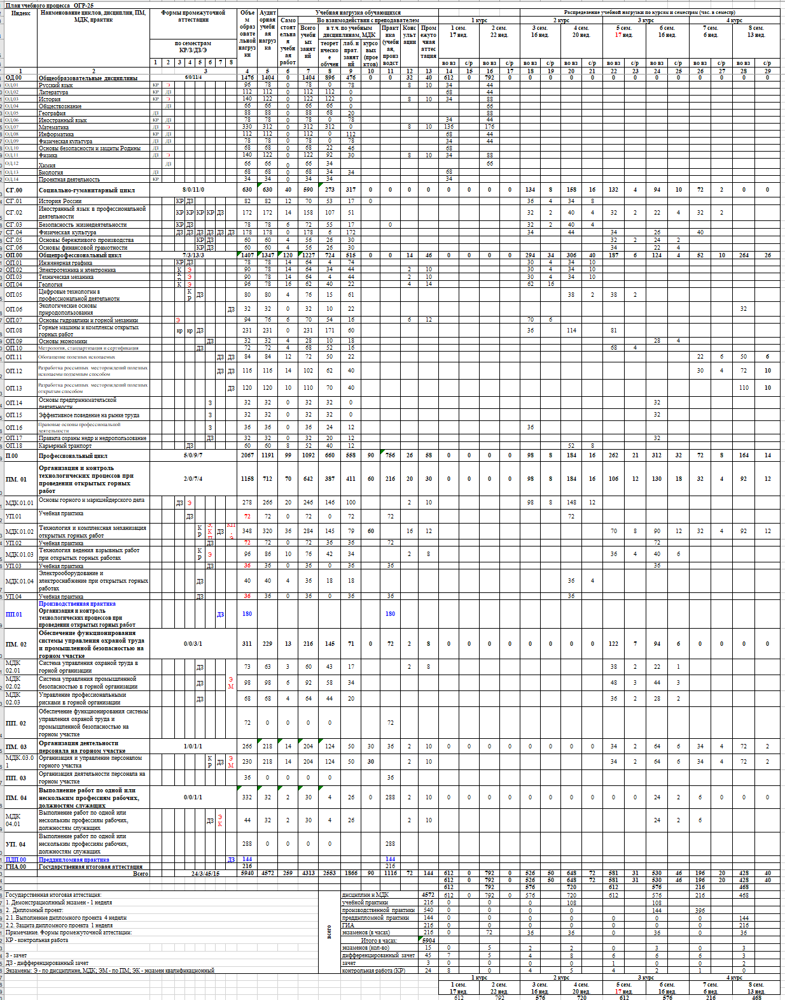 План учебного процесса ОГР-25
Индекс
Наименование циклов, дисциплин, ПМ, МДК, практик
Формы промежуточной аттестации
Учебная нагрузка обучающихся
Распределение учебной нагрузки по курсам и семестрам (час. в семестр)
Во взаимодействии с преподавателем
1 курс 2 курс 3 курс 4 курс
по семестрам КР/З/ДЗ/Э
в т.ч. по учебным дисциплинам, МДК
1 сем. 17 нед. 2 сем. 22 нед. 3 сем. 16 нед. 4 сем. 20 нед. 5 сем. 17 нед. 6 сем. 16 нед. 7 сем. 6 нед. 8 сем. 13 нед.
1 2 3 4 5 6 7 8
во вз с/р во вз с/р во вз с/р во вз с/р во вз с/р во вз с/р во вз с/р во вз с/р
1 2 3 4 5 6 7 8 9 10 11 12 13 14 15 16 17 18 19 20 21 22 23 24 25 26 27 28 29
ОД.00 Общеобразовательные дисциплины 6/0/11/4 1476 1404 0 1404 896 476 0 0 32 40 612 0 792 0 0 0 0 0 0 0 0 0 0 0 0 0
ОД.01 Русский язык КР Э 96 78 0 78 0 78 8 10 34 44
ОД.02 Литература КР ДЗ 112 112 0 112 112 0 68 44
ОД.03 История КР Э 140 122 0 122 122 0 8 10 34 88
ОД.04 Обществознание ДЗ 66 66 0 66 66 0 66
ОД.05 География ДЗ 88 88 0 88 68 20 88
ОД.06 Иностранный язык КР ДЗ 78 78 0 78 0 78 34 44
ОД.07 Математика ДЗ Э 330 312 0 312 312 0 8 10 136 176
ОД.08 Информатика КР ДЗ 112 112 0 112 0 112 68 44
ОД.09 Физическая культура ДЗ ДЗ 78 78 0 78 0 78 34 44
ОД.10 Основы безопасности и защиты Родины ДЗ 68 68 0 68 22 46 68
ОД.11 Физика ДЗ Э 140 122 0 122 92 30 8 10 34 88
ОД.12 Химия ДЗ 66 66 0 66 34 66
ОД.13 Биология ДЗ 68 68 0 68 34 34 68
ОД.14 Проектная деятельность КР 34 34 0 34 34 34
СГ.00 Социально-гуманитарный цикл 8/0/11/0 630 630 40 590 273 317 0 0 0 0 0 0 0 0 134 8 158 16 132 4 94 10 72 2 0 0
СГ.01 История России КР ДЗ 82 82 12 70 53 17 0 36 4 34 8
СГ.02 Иностранный язык в профессиональной деятельности КР КР КР КР ДЗ 172 172 14 158 107 51 32 2 40 4 32 2 22 4 32 2
СГ.03 Безопасность жизнедеятельности КР ДЗ 78 78 6 72 55 17 0 32 2 40 4
СГ.04 Физическая культура ДЗ ДЗ ДЗ ДЗ ДЗ ДЗ 178 178 0 178 6 172 34 44 34 26 40
СГ.05 Основы бережливого производства КР ДЗ 60 60 4 56 26 30 32 2 24 2
СГ.06 Основы финансовой грамотности КР ДЗ 60 60 4 56 26 30 34 22 4
ОП.00 Общепрофессиональный цикл 7/3/13/3 1407 1347 120 1227 724 515 0 0 14 46 0 0 0 0 294 34 306 40 187 6 124 4 52 10 264 26
ОП.01 Инженерная графика КР ДЗ 78 78 14 64 4 74 30 4 34 10
ОП.02 Электротехника и электроника К Э 90 78 14 64 34 44 2 10 30 4 34 10
ОП.03 Техническая механика Э 90 78 14 64 4 44 2 10 30 4 34 10
ОП.04 Геология К Э 96 78 16 62 40 22 4 14 62 16
ОП.05 Цифровые технологии в профессиональной деятельноти КР ДЗ 80 80 4 76 15 61 38 2 38 2
ОП.06 Экологические основы природопользования ДЗ 32 32 0 32 10 22 32
ОП.07 Основы гидравлики и горной механики Э 94 76 6 70 54 16 6 12 70 6
ОП.08 Горные машины и комплексы открытых горных работ кр кр ДЗ 231 231 0 231 171 60 36 114 81
ОП.09 Основы экономики ДЗ 32 32 4 28 10 18 28 4
ОП.10 Метрология, стандартизация и сертификация ДЗ 72 72 4 68 52 16 68 4
ОП.11 Обогащение полезных ископаемых ДЗ ДЗ 84 84 12 72 50 22 22 6 50 6
ОП.12 Разработка россыпных месторождений полезных ископаемы подземным способом ДЗ ДЗ 116 116 14 102 62 40 30 4 72 10
ОП.13 Разработка россыпных месторождений полезных открытым способом ДЗ 120 120 10 110 70 40 110 10
ОП.14 Основы предпринимательской деятельности З 32 32 0 32 32 0 32
ОП.15 Эффективное поведение на рынке труда З 32 32 0 32 32 0 32
ОП.16 Правовые основы профессиональной деятельности З 36 36 0 36 24 12 36
ОП.17 Правила охраны недр и недропользование ДЗ 32 32 0 32 20 12 32
ОП.18 Карьерный транпорт ДЗ 60 60 8 52 40 12 52 8
П.00 Профессиональный цикл 5/0/9/7 2067 1191 99 1092 660 558 90 756 26 58 0 0 0 0 98 8 184 16 262 21 312 32 72 8 164 14
ПМ. 01 Организация и контроль технологических процессов при проведении открытых горных работ 2/0/7/4 1158 712 70 642 387 411 60 216 20 30 0 0 0 0 98 8 184 16 106 12 130 18 32 4 92 12
МДК.01.01 Основы горного и маркшейдерского дела ДЗ Э 278 266 20 246 146 100 2 10 98 8 148 12
УП.01 Учебная практика ДЗ 72 72 0 72 0 72 72 72
МДК.01.02 Технология и комплексная механизация открытых горных работ КР ДЗ 348 320 36 284 145 79 60 16 12 70 8 90 12 32 4 92 12
УП.02 Учебная практика ДЗ 72 72 0 72 36 36 72 72
МДК.01.03 Технология ведения взрывных работ при открытых горных работах КР Э 96 86 10 76 42 34 2 8 36 4 40 6
УП.03 Учебная практика ДЗ 36 36 0 36 0 36 36 36
МДК.01.04 Электрооборудование и электроснабжение при открытых горных работах ДЗ 40 40 4 36 18 18 36 4
УП.04 Учебная практика ДЗ 36 36 0 36 0 36 36 36
ПП.01 Производственная практика Организация и контроль технологических процессов при проведении открытых горных работ ДЗ 180 180
ПМ. 02 Обеспечение функционирования системы управления охраной труда и промышленной безопасностью на горном участке 0/0/3/1 311 229 13 216 145 71 0 72 2 8 0 0 0 0 0 0 0 0 122 7 94 6 0 0 0 0
МДК 02.01 Система управления охраной труда в горной организации ДЗ 73 63 3 60 43 17 2 8 38 2 22 1
МДК 02.02 Система управления промышленной безопасностью в горной организации ДЗ ЭМ 98 98 6 92 58 34 48 3 44 3
МДК 02.03 Управление профессиональными рисками в горной организации ДЗ 68 68 4 64 44 20 36 2 28 2
ПП. 02 Обеспечение функционирования системы управления охраной труда и промышленной безопасностью на горном участке 72 0 0 0 0 72
ПМ. 03 Организация деятельности персонала на горном участке 1/0/1/1 266 218 14 204 124 50 30 36 2 10 0 0 0 0 0 0 0 0 34 2 64 6 34 4 72 2
МДК.03.01 Организация и управление персоналом горного участка КР ДЗ ЭМ 230 218 14 204 124 50 30 2 10 34 2 64 6 34 4 72 2
ПП. 03 Организация деятельности персонала на горном участке 36 0 0 0 0 36
ПМ. 04 Выполнение работ по одной или нескольким профессиям рабочих, должностям служащих 0/0/1/1 332 32 2 30 4 26 0 288 2 10 0 0 0 0 0 0 0 0 0 0 24 2 6 0 0 0
МДК 04.01 Выполнение работ по одной или нескольким профессиям рабочих, должностям служащих ДЗ ЭК 44 32 2 30 4 26 2 10 24 2 6
УП. 04 Выполнение работ по одной или нескольким профессиям рабочих, должностям служащих 288 0 0 0 0 288
ПДП.00 Преддипломная практика ДЗ 144 144
ГИА.00 Государственная итоговая аттестация 216 216
Всего 24/3/45/15 5940 4572 259 4313 2553 1866 90 1116 72 144 612 0 792 0 526 50 648 72 581 31 530 46 196 20 428 40
612 0 792 0 526 50 648 72 581 31 530 46 196 20 428 40
612 792 576 720 612 576 216 468
Государственная итоговая аттестация: всего дисциплин и МДК 4572 612 0 792 0 576 720 612 576 216 468
1. Демонстрациолнный экзамен - 1 неделя учебной практики 216 0 0 0 108 108
2. Дипломный проект: производственной практики 540 0 0 0 0 144 396
2.1. Выполнение дипломного проекта 4 недели преддипломной практики 144 0 0 0 0 0 0 0 144
2.2. Защита дипломного проекта 1 неделя ГИА 216 0 0 0 0 0 0 0 216
Примечание. Формы промежуточной аттестации: экзаменов (в часах) 216 0 72 36 36 0 36 0 36
КР - контрольная работа Итого в часах: 5904
экзаменов (кол-во) 15 0 5 2 2 0 3 0 3
З - зачет дифференцированный зачет 45 7 5 4 8 6 6 6 3
ДЗ - дифференцированный зачет зачет 3 0 0 0 0 1 0 0 2
Экзамены: Э - по дисциплине, МДК; ЭМ - по ПМ; ЭК - экзамен квалификационный контрольная работа (КР) 24 8 0 4 5 4 2 1 0
1 курс 2 курс 3 курс 4 курс
1 сем. 2 сем. 3 сем. 4 сем. 5 сем. 6 сем. 7 сем. 8 сем.
17 нед. 22 нед. 16 нед. 20 нед. 17 нед. 16 нед. 6 нед. 13 нед.
612 792 576 720 612 576 216 468